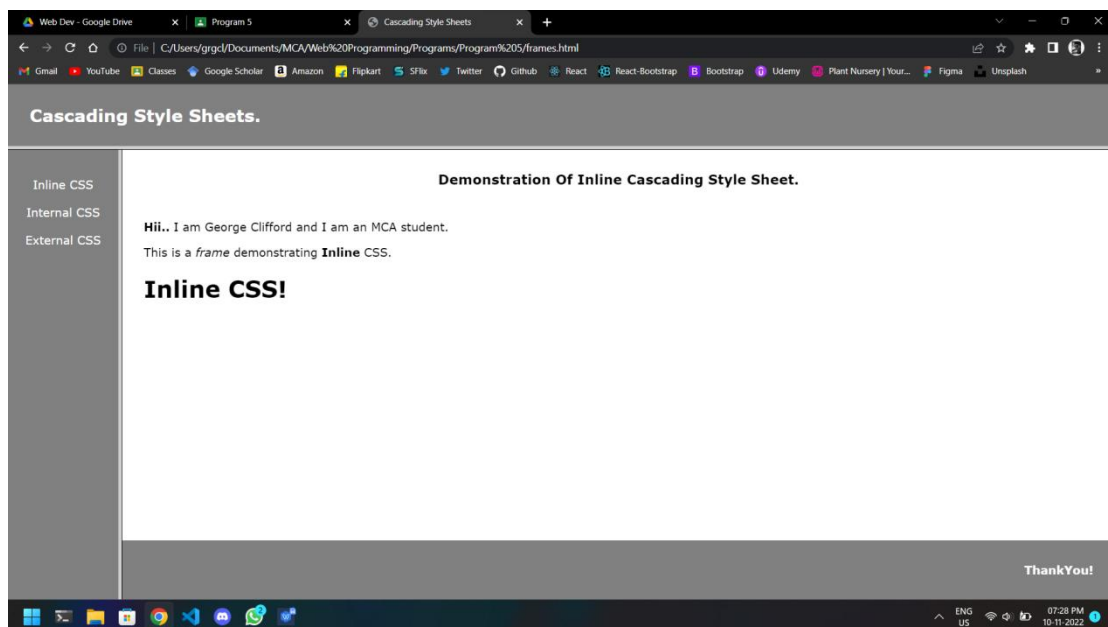 Web Dev - Google Drive Program 5 Cascading Style Sheets
File | C:/Users/grgcl/Documents/MCA/Web%20Programming/Programs/Program%205/frames.html
Gmail YouTube Classes Google Scholar Amazon Flipkart SFlix Twitter Github React React-Bootstrap Bootstrap Udemy Plant Nursery | Your... Figma Unsplash »
Cascading Style Sheets.
Inline CSS
Internal CSS
External CSS
Demonstration Of Inline Cascading Style Sheet.
Hii.. I am George Clifford and I am an MCA student.
This is a frame demonstrating Inline CSS.
Inline CSS!
ThankYou!
ENG 07:28 PM
US 10-11-2022